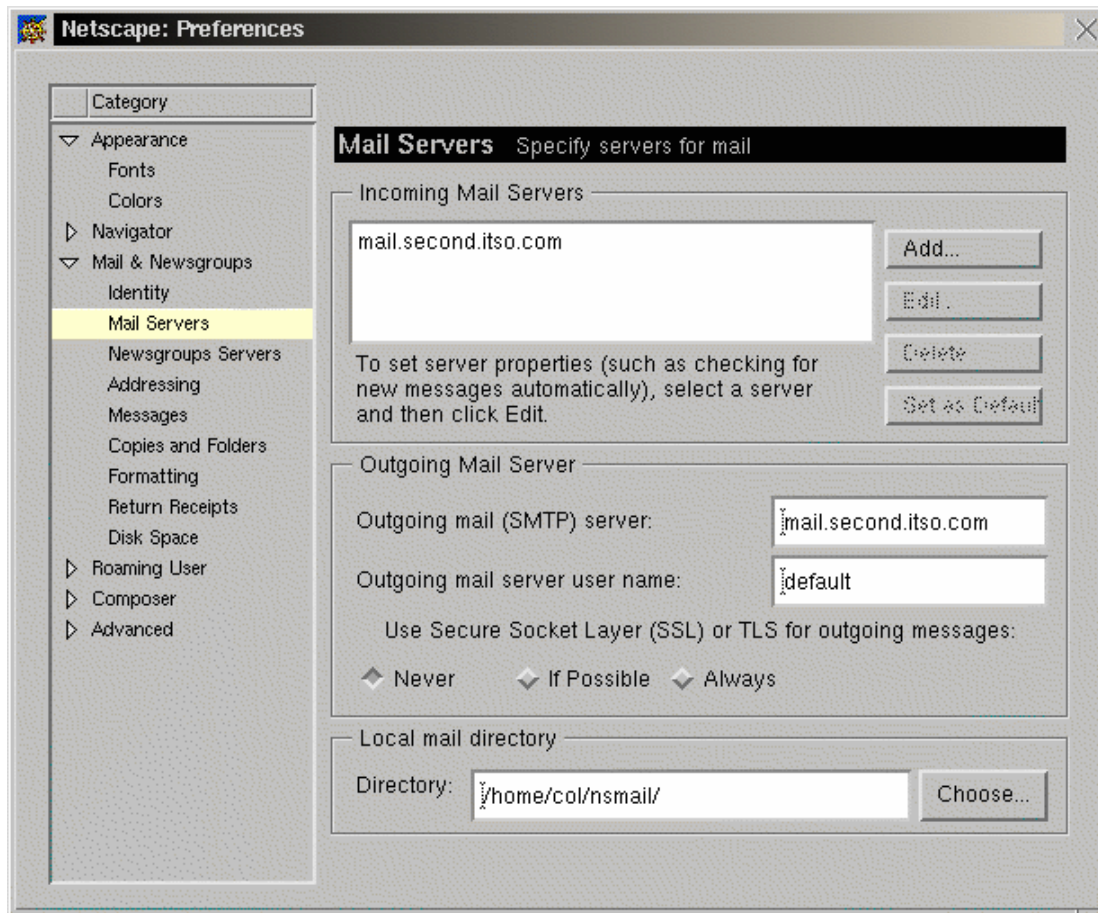 Netscape: Preferences
Category
Appearance
Fonts
Colors
Navigator
Mail & Newsgroups
Identity
Mail Servers
Newsgroups Servers
Addressing
Messages
Copies and Folders
Formatting
Return Receipts
Disk Space
Roaming User
Composer
Advanced
Mail Servers Specify servers for mail
Incoming Mail Servers
mail.second.itso.com
Add...
Edit...
Delete
Set as Defaul
To set server properties (such as checking for
new messages automatically), select a server
and then click Edit.
Outgoing Mail Server
Outgoing mail (SMTP) server: mail.second.itso.com
Outgoing mail server user name: default
Use Secure Socket Layer (SSL) or TLS for outgoing messages:
Never If Possible Always
Local mail directory
Directory: /home/col/nsmail/ Choose...